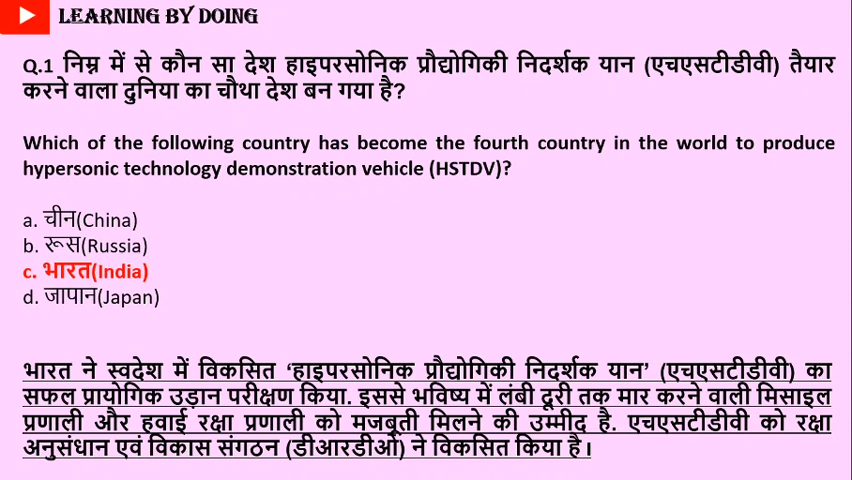 LEARNING BY DOING
Q.1 निम्न में से कौन सा देश हाइपरसोनिक प्रौद्योगिकी निदर्शक यान (एचएसटीडीवी) तैयार
करने वाला दुनिया का चौथा देश बन गया है?
Which of the following country has become the fourth country in the world to produce
hypersonic technology demonstration vehicle (HSTDV)?
a. चीन(China)
b. रूस(Russia)
c. भारत(India)
d. जापान(Japan)
भारत ने स्वदेश में विकसित ‘हाइपरसोनिक प्रौद्योगिकी निदर्शक यान’ (एचएसटीडीवी) का
सफल प्रायोगिक उड़ान परीक्षण किया. इससे भविष्य में लंबी दूरी तक मार करने वाली मिसाइल
प्रणाली और हवाई रक्षा प्रणाली को मजबूती मिलने की उम्मीद है. एचएसटीडीवी को रक्षा
अनुसंधान एवं विकास संगठन (डीआरडीओ) ने विकसित किया है।